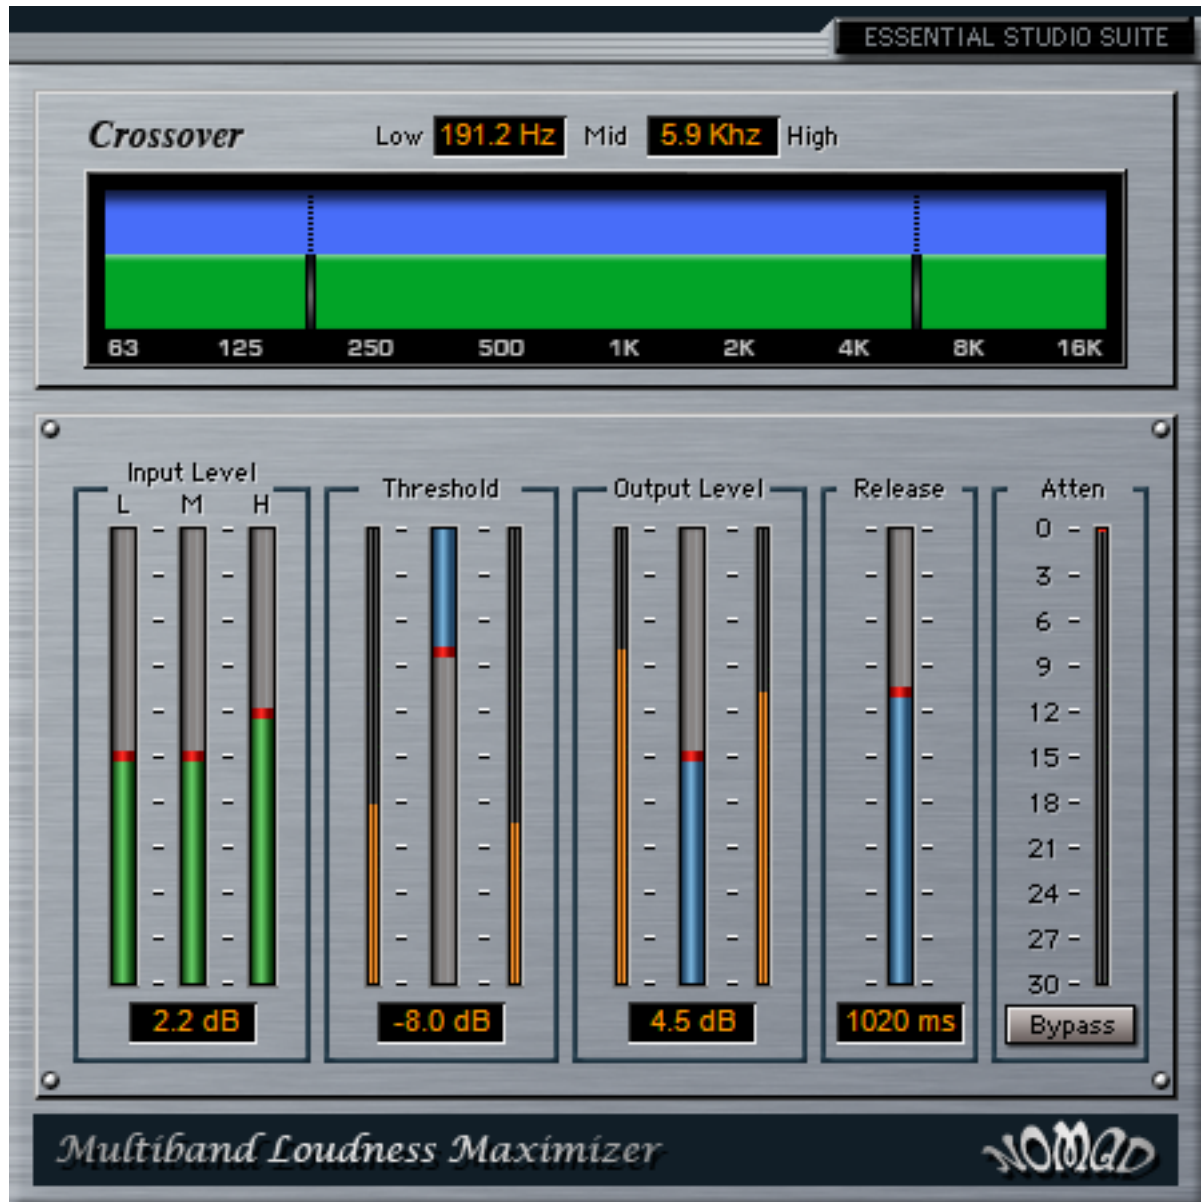 ESSENTIAL STUDIO SUITE
Crossover
Low 191.2 Hz Mid 5.9 Khz High
63 125 250 500 1K 2K 4K 8K 16K
Input Level
L M H
2.2 dB
Threshold
-8.0 dB
Output Level
4.5 dB
Release
1020 ms
Atten
0
3
6
9
12
15
18
21
24
27
30
Bypass
Multiband Loudness Maximizer
NOMAD